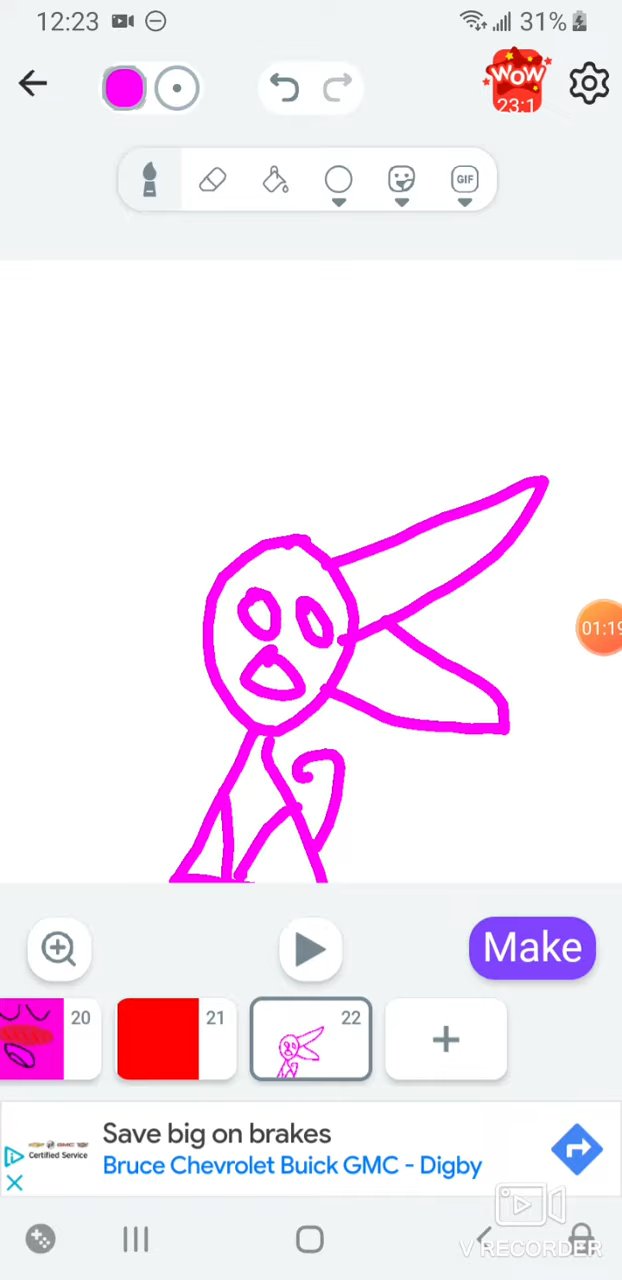 12:23
31%
WOW
23:1
GIF
01:19
Make
20
21
22
Save big on brakes
Certified Service
Bruce Chevrolet Buick GMC - Digby
V RECORDER